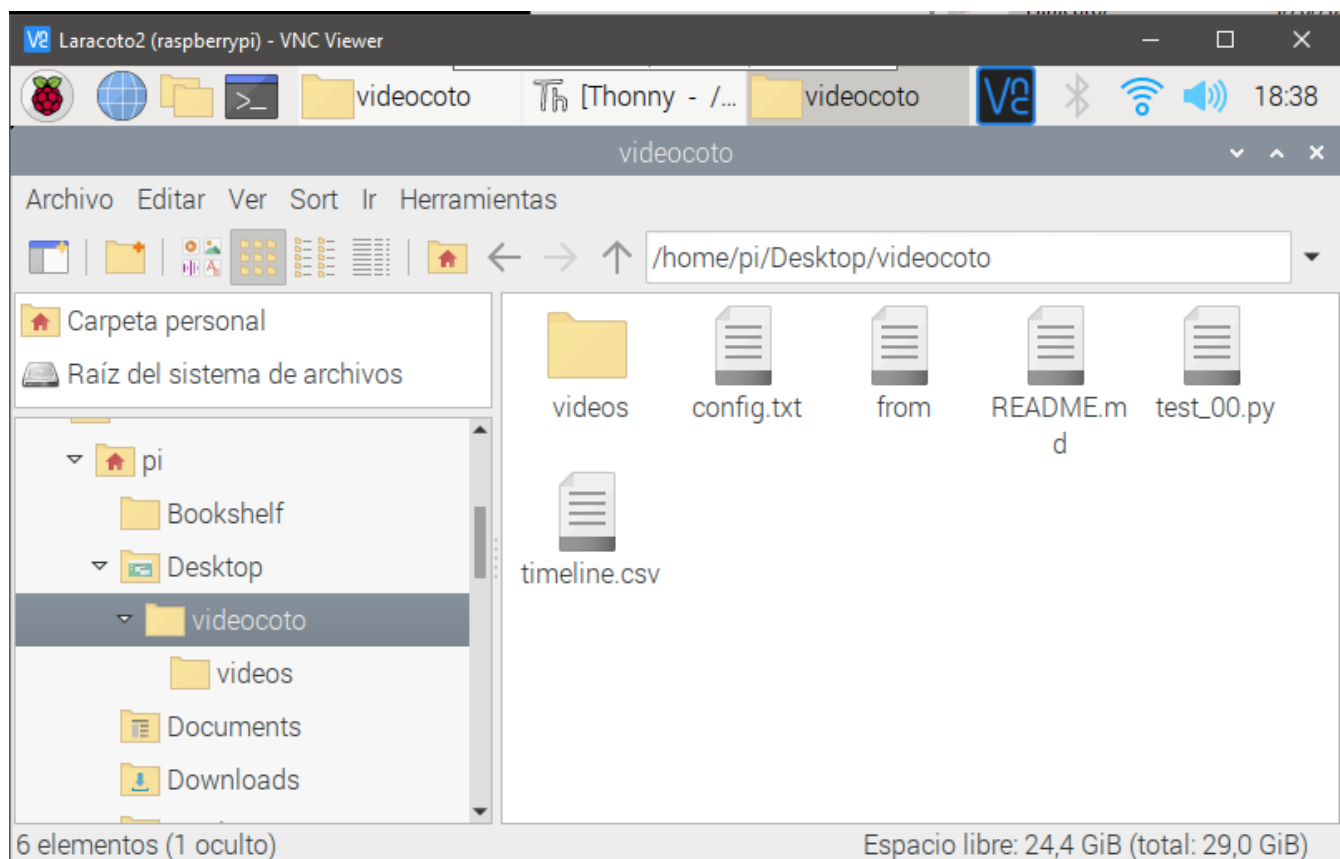 Laracoto2 (raspberrypi) - VNC Viewer
videocoto
[Thonny - /...
videocoto
18:38
videocoto
Archivo Editar Ver Sort Ir Herramientas
/home/pi/Desktop/videocoto
Carpeta personal
Raíz del sistema de archivos
pi
Bookshelf
Desktop
videocoto
videos
Documents
Downloads
videos
config.txt
from
README.m
d
test_00.py
timeline.csv
6 elementos (1 oculto)
Espacio libre: 24,4 GiB (total: 29,0 GiB)